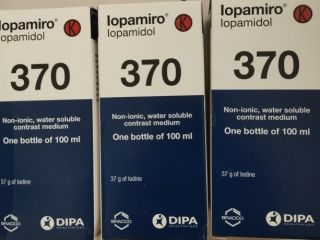 Iopamiro®
Iopamidol
K
370
Non-ionic, water soluble
contrast medium
One bottle of 100 ml
37 g of Iodine
BRACCO
DIPA
HEALTHCARE
Iopamiro®
Iopamidol
K
370
Non-ionic, water soluble
contrast medium
One bottle of 100 ml
37 g of Iodine
BRACCO
DIPA
HEALTHCARE
Iopamiro®
Iopamidol
K
370
Non-ionic, water soluble
contrast medium
One bottle of 100 ml
37 g of Iodine
BRACCO
DIPA
HEALTHCARE